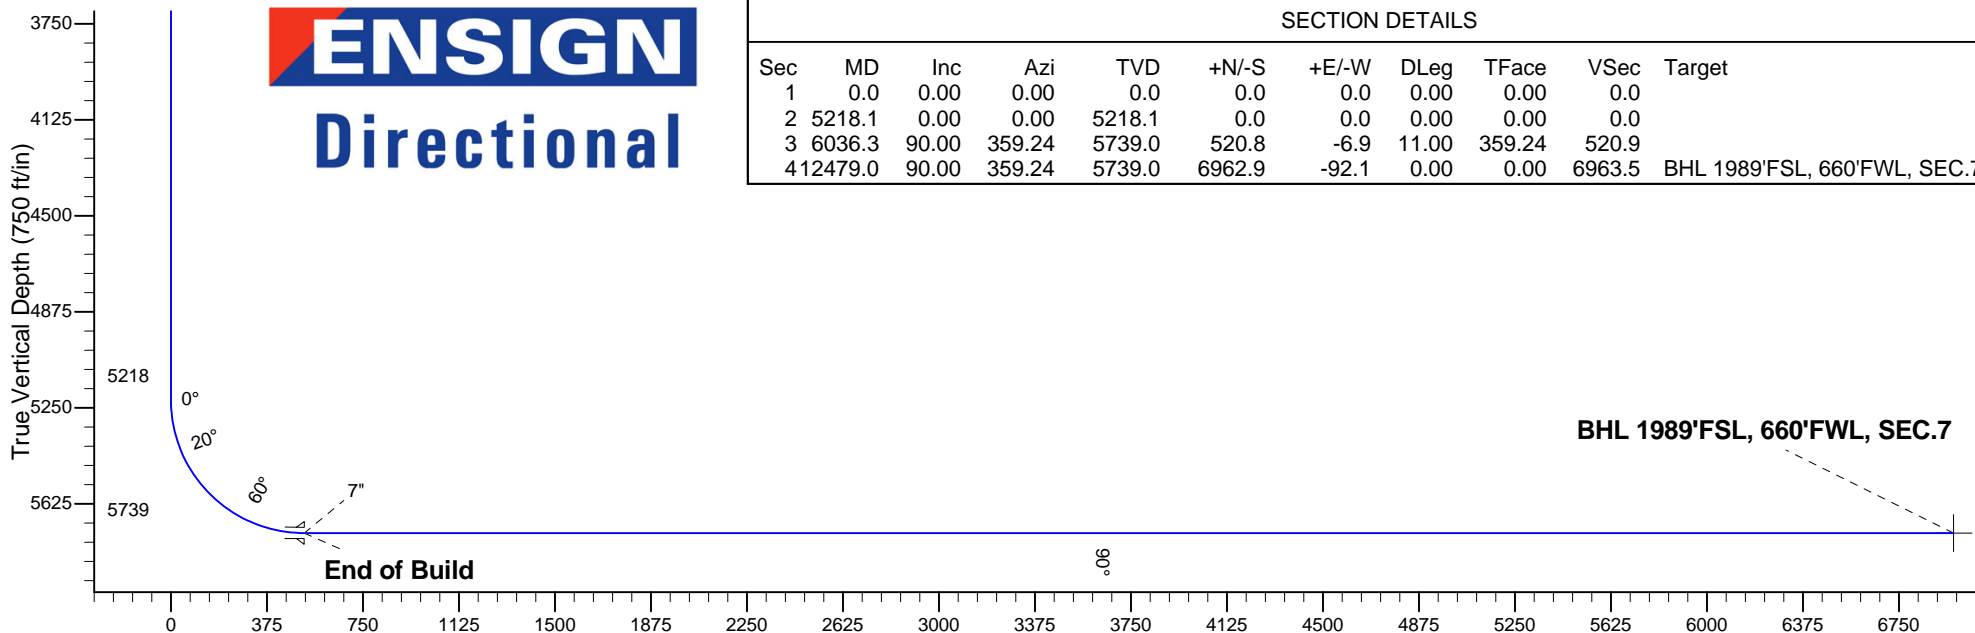 ENSIGN
Directional
SECTION DETAILS
Sec MD Inc Azi TVD +N/-S +E/-W DLeg TFace VSec Target
1 0.0 0.00 0.00 0.0 0.0 0.0 0.00 0.00 0.0
2 5218.1 0.00 0.00 5218.1 0.0 0.0 0.00 0.00 0.0
3 6036.3 90.00 359.24 5739.0 520.8 -6.9 11.00 359.24 520.9
4 12479.0 90.00 359.24 5739.0 6962.9 -92.1 0.00 0.00 6963.5 BHL 1989'FSL, 660'FWL, SEC.7
True Vertical Depth (750 ft/in)
3750
4125
4500
4875
5250
5625
5218
5739
0°
20°
60°
7"
End of Build
90°
BHL 1989'FSL, 660'FWL, SEC.7
0 375 750 1125 1500 1875 2250 2625 3000 3375 3750 4125 4500 4875 5250 5625 6000 6375 6750